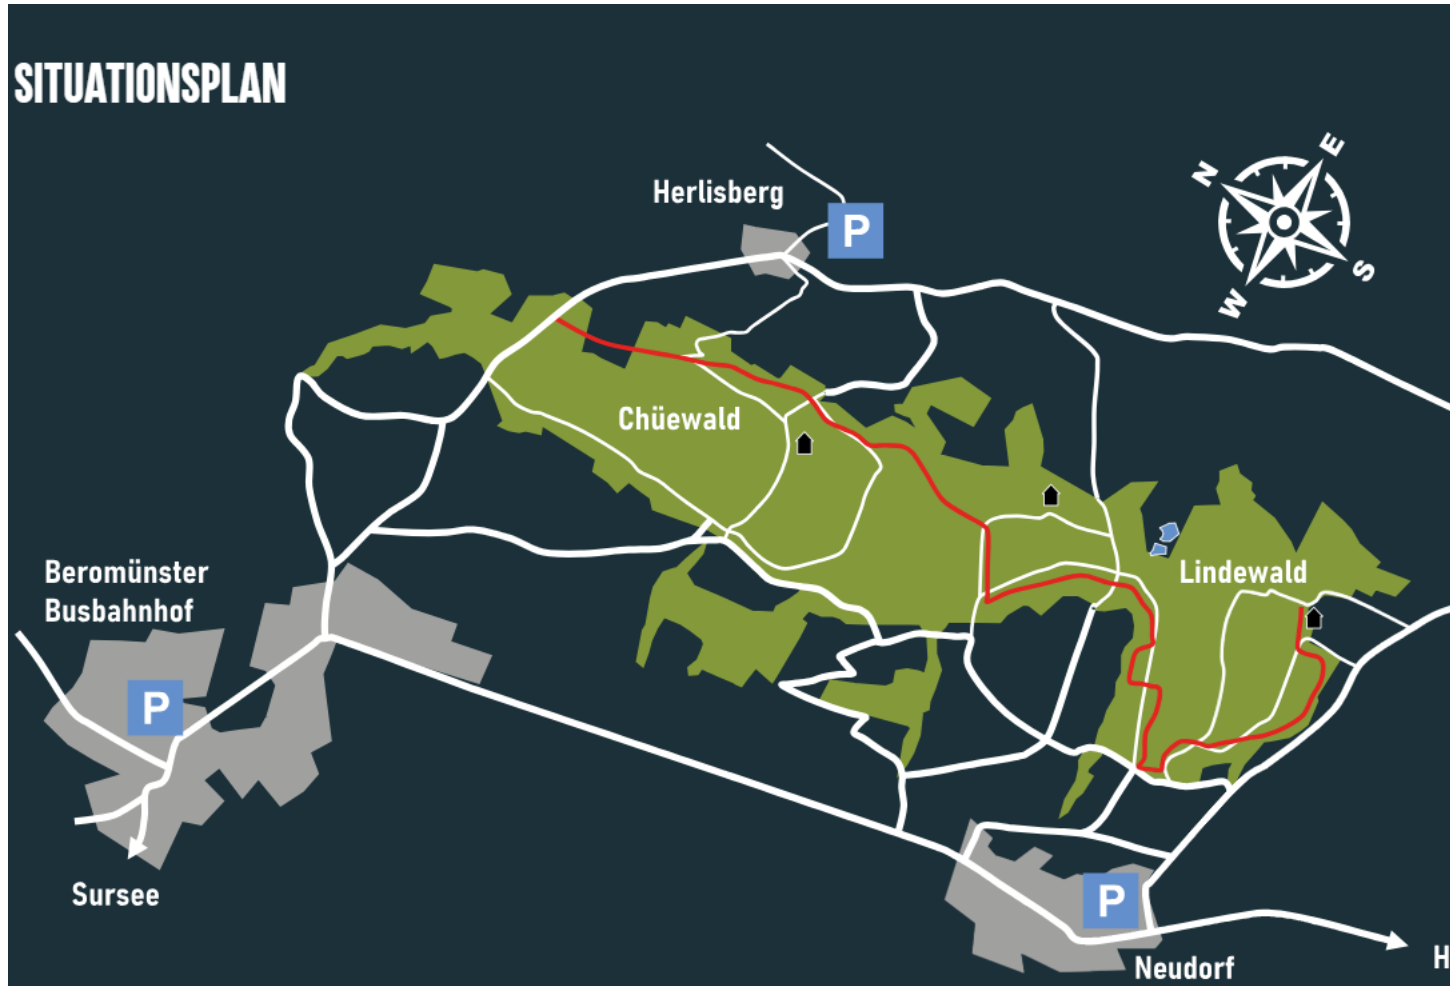 SITUATIONSPLAN
E
N
S
W
Herlisberg
P
Chüewald
Lindewald
Beromünster
Busbahnhof
P
Sursee
P
Neudorf
H